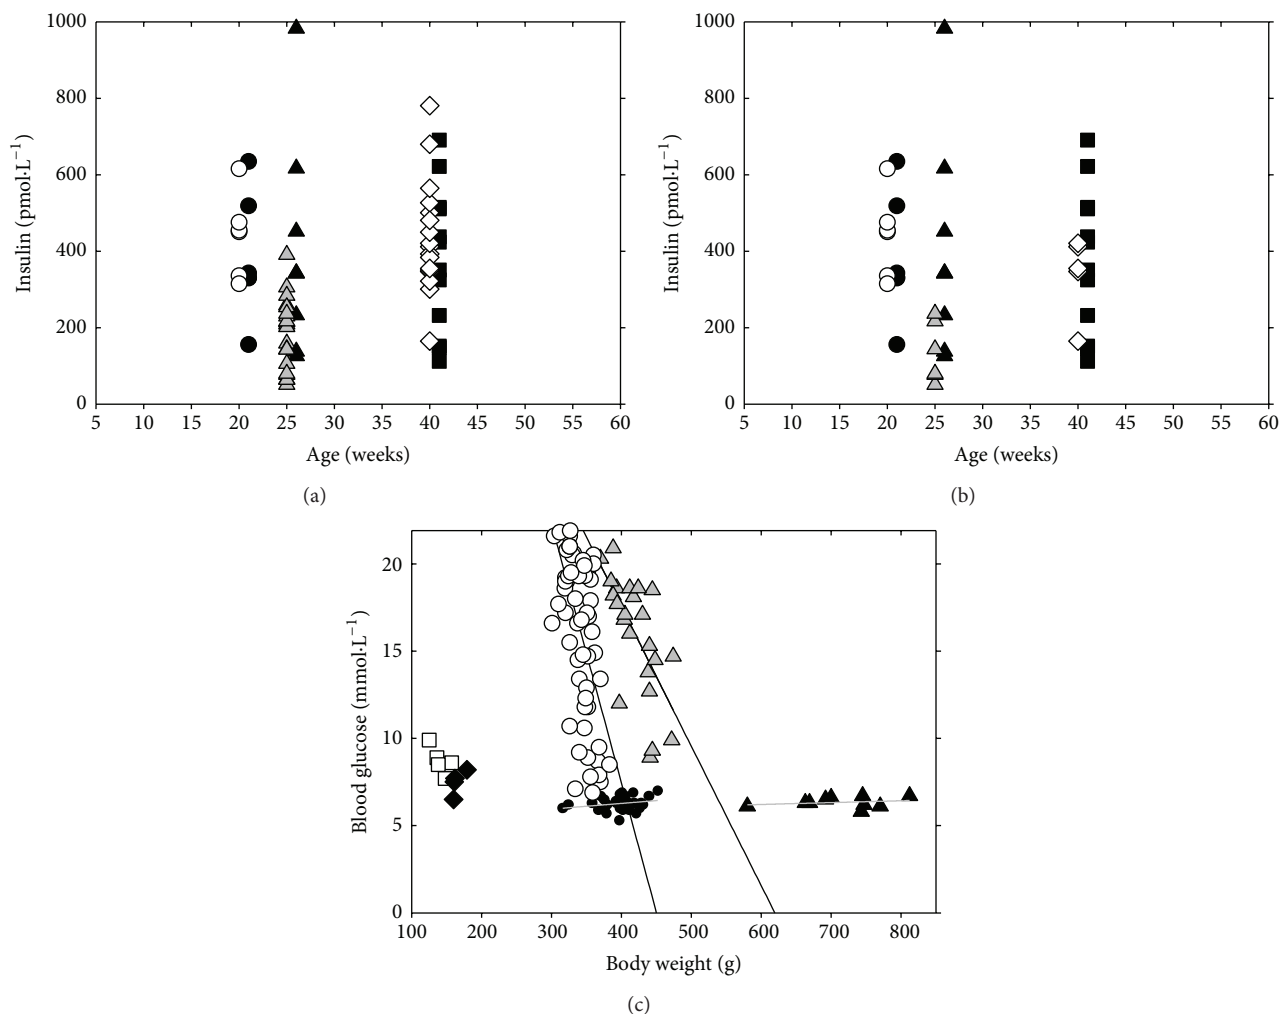 1000
800
600
400
200
0
Insulin (pmol·L⁻¹)
5 10 15 20 25 30 35 40 45 50 55 60
Age (weeks)
(a)
1000
800
600
400
200
0
Insulin (pmol·L⁻¹)
5 10 15 20 25 30 35 40 45 50 55 60
Age (weeks)
(b)
20
15
10
5
0
Blood glucose (mmol·L⁻¹)
100 200 300 400 500 600 700 800
Body weight (g)
(c)